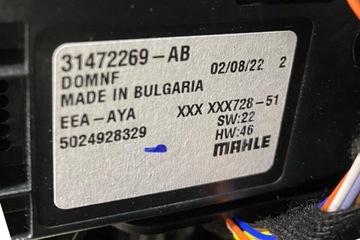 31472269-AB
DOMNF 02/08/22 2
MADE IN BULGARIA
EEA-AYA XXX XXX728-51
5024928329 SW:22
HW:46
MAHLE